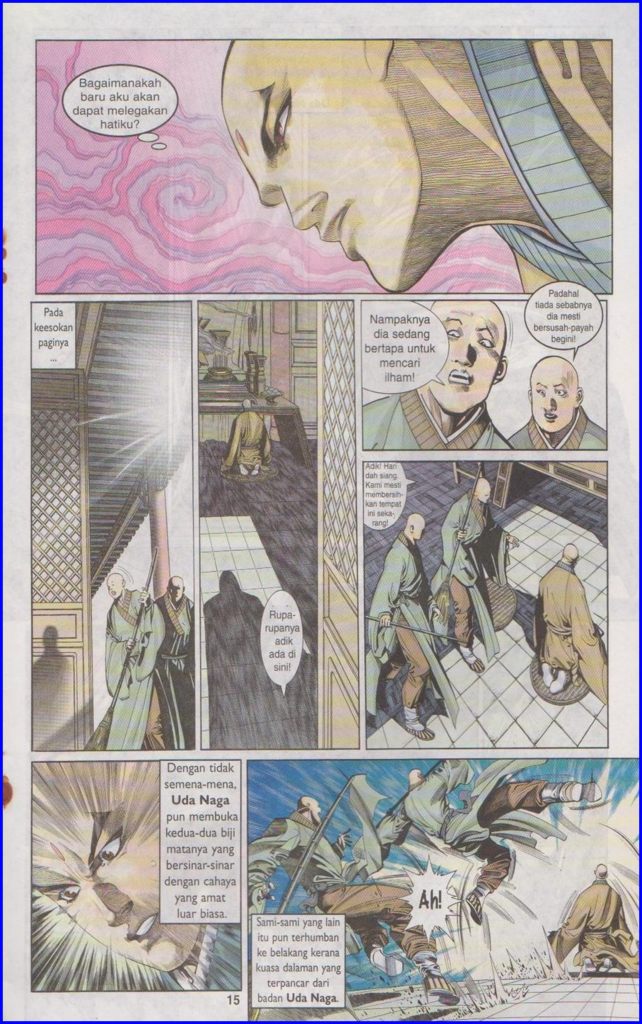 Bagaimanakah
baru aku akan
dapat melegakan
hatiku?
Pada
keesokan
paginya
...
Rupa-
rupanya
adik
ada di
sini!
Nampaknya
dia sedang
bertapa untuk
mencari
ilham!
Padahal
tiada sebabnya
dia mesti
bersusah-payah
begini!
Adik! Hari
dah siang.
Kami mesti
membersih-
kan tempat
ini seka-
rang!
Dengan tidak
semena-mena,
Uda Naga
pun membuka
kedua-dua biji
matanya yang
bersinar-sinar
dengan cahaya
yang amat
luar biasa.
Ah!
Sami-sami yang lain
itu pun terhumban
ke belakang kerana
kuasa dalaman yang
terpancar dari
badan Uda Naga.
15